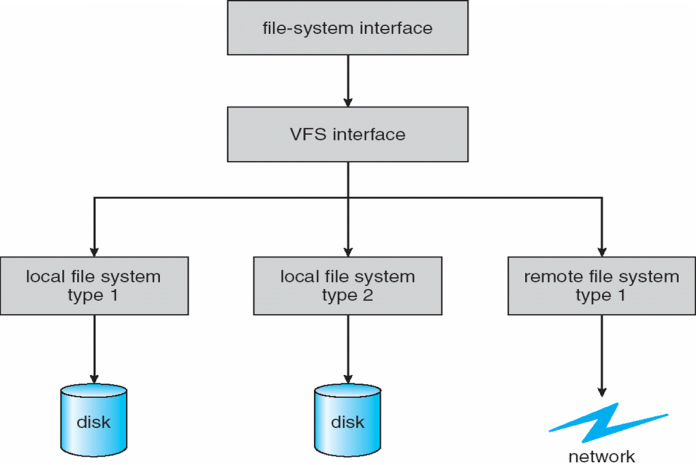 file-system interface
VFS interface
local file system
type 1
local file system
type 2
remote file system
type 1
disk
disk
network